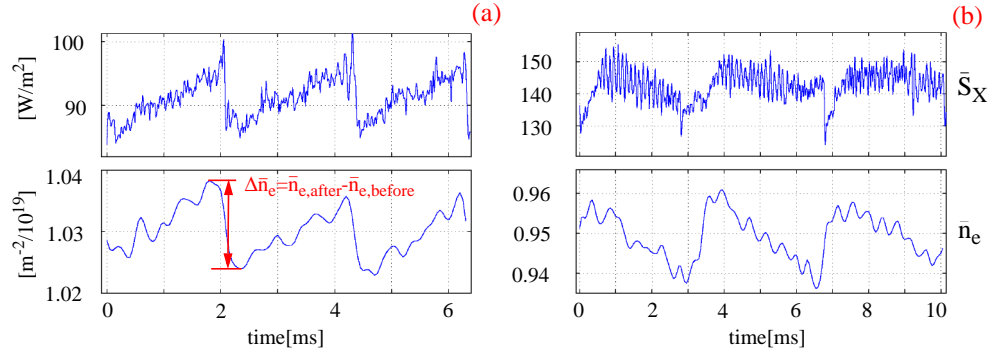 (a)
(b)
[W/m²]
100
90
150
140
130
S̄_X
[m⁻²/10¹⁹]
1.04
1.03
1.02
Δn̄ₑ=n̄ₑ,after-n̄ₑ,before
0.96
0.95
0.94
n̄ₑ
0 2 4 6
time[ms]
0 2 4 6 8 10
time[ms]